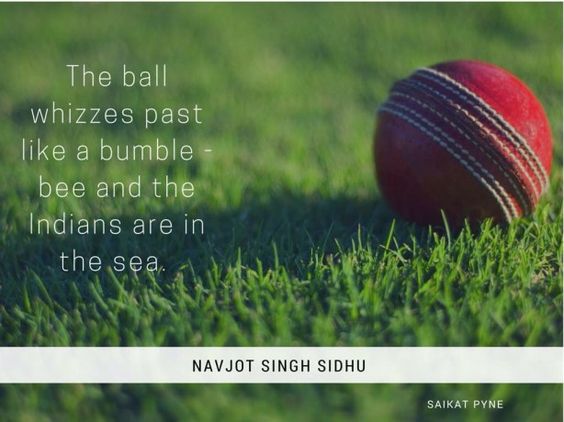 The ball
whizzes past
like a bumble -
bee and the
Indians are in
the sea.
NAVJOT SINGH SIDHU
SAIKAT PYNE